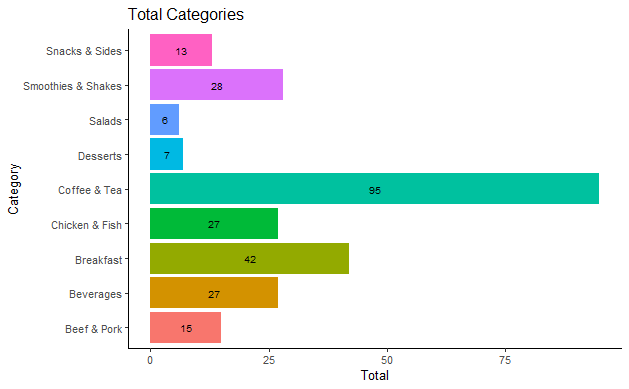 Total Categories
Category
Snacks & Sides 13
Smoothies & Shakes 28
Salads 6
Desserts 7
Coffee & Tea 95
Chicken & Fish 27
Breakfast 42
Beverages 27
Beef & Pork 15
0 25 50 75
Total